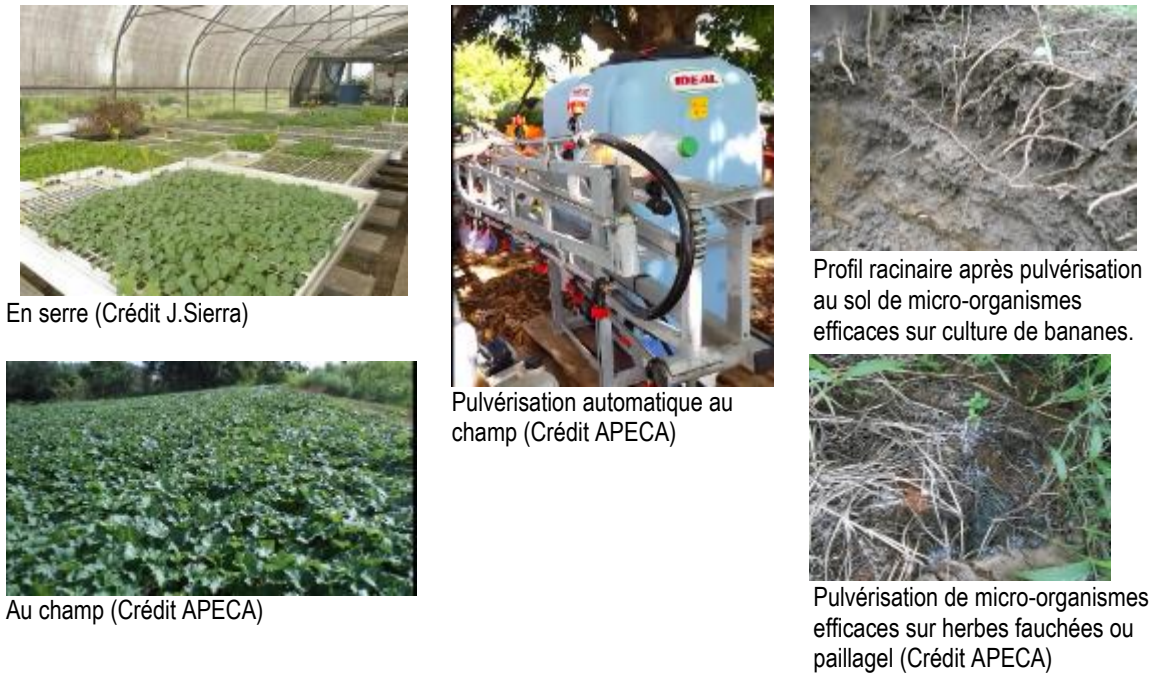 En serre (Crédit J.Sierra)
Au champ (Crédit APECA)
IDEAL
Pulvérisation automatique au
champ (Crédit APECA)
Profil racinaire après pulvérisation
au sol de micro-organismes
efficaces sur culture de bananes.
Pulvérisation de micro-organismes
efficaces sur herbes fauchées ou
paillagel (Crédit APECA)